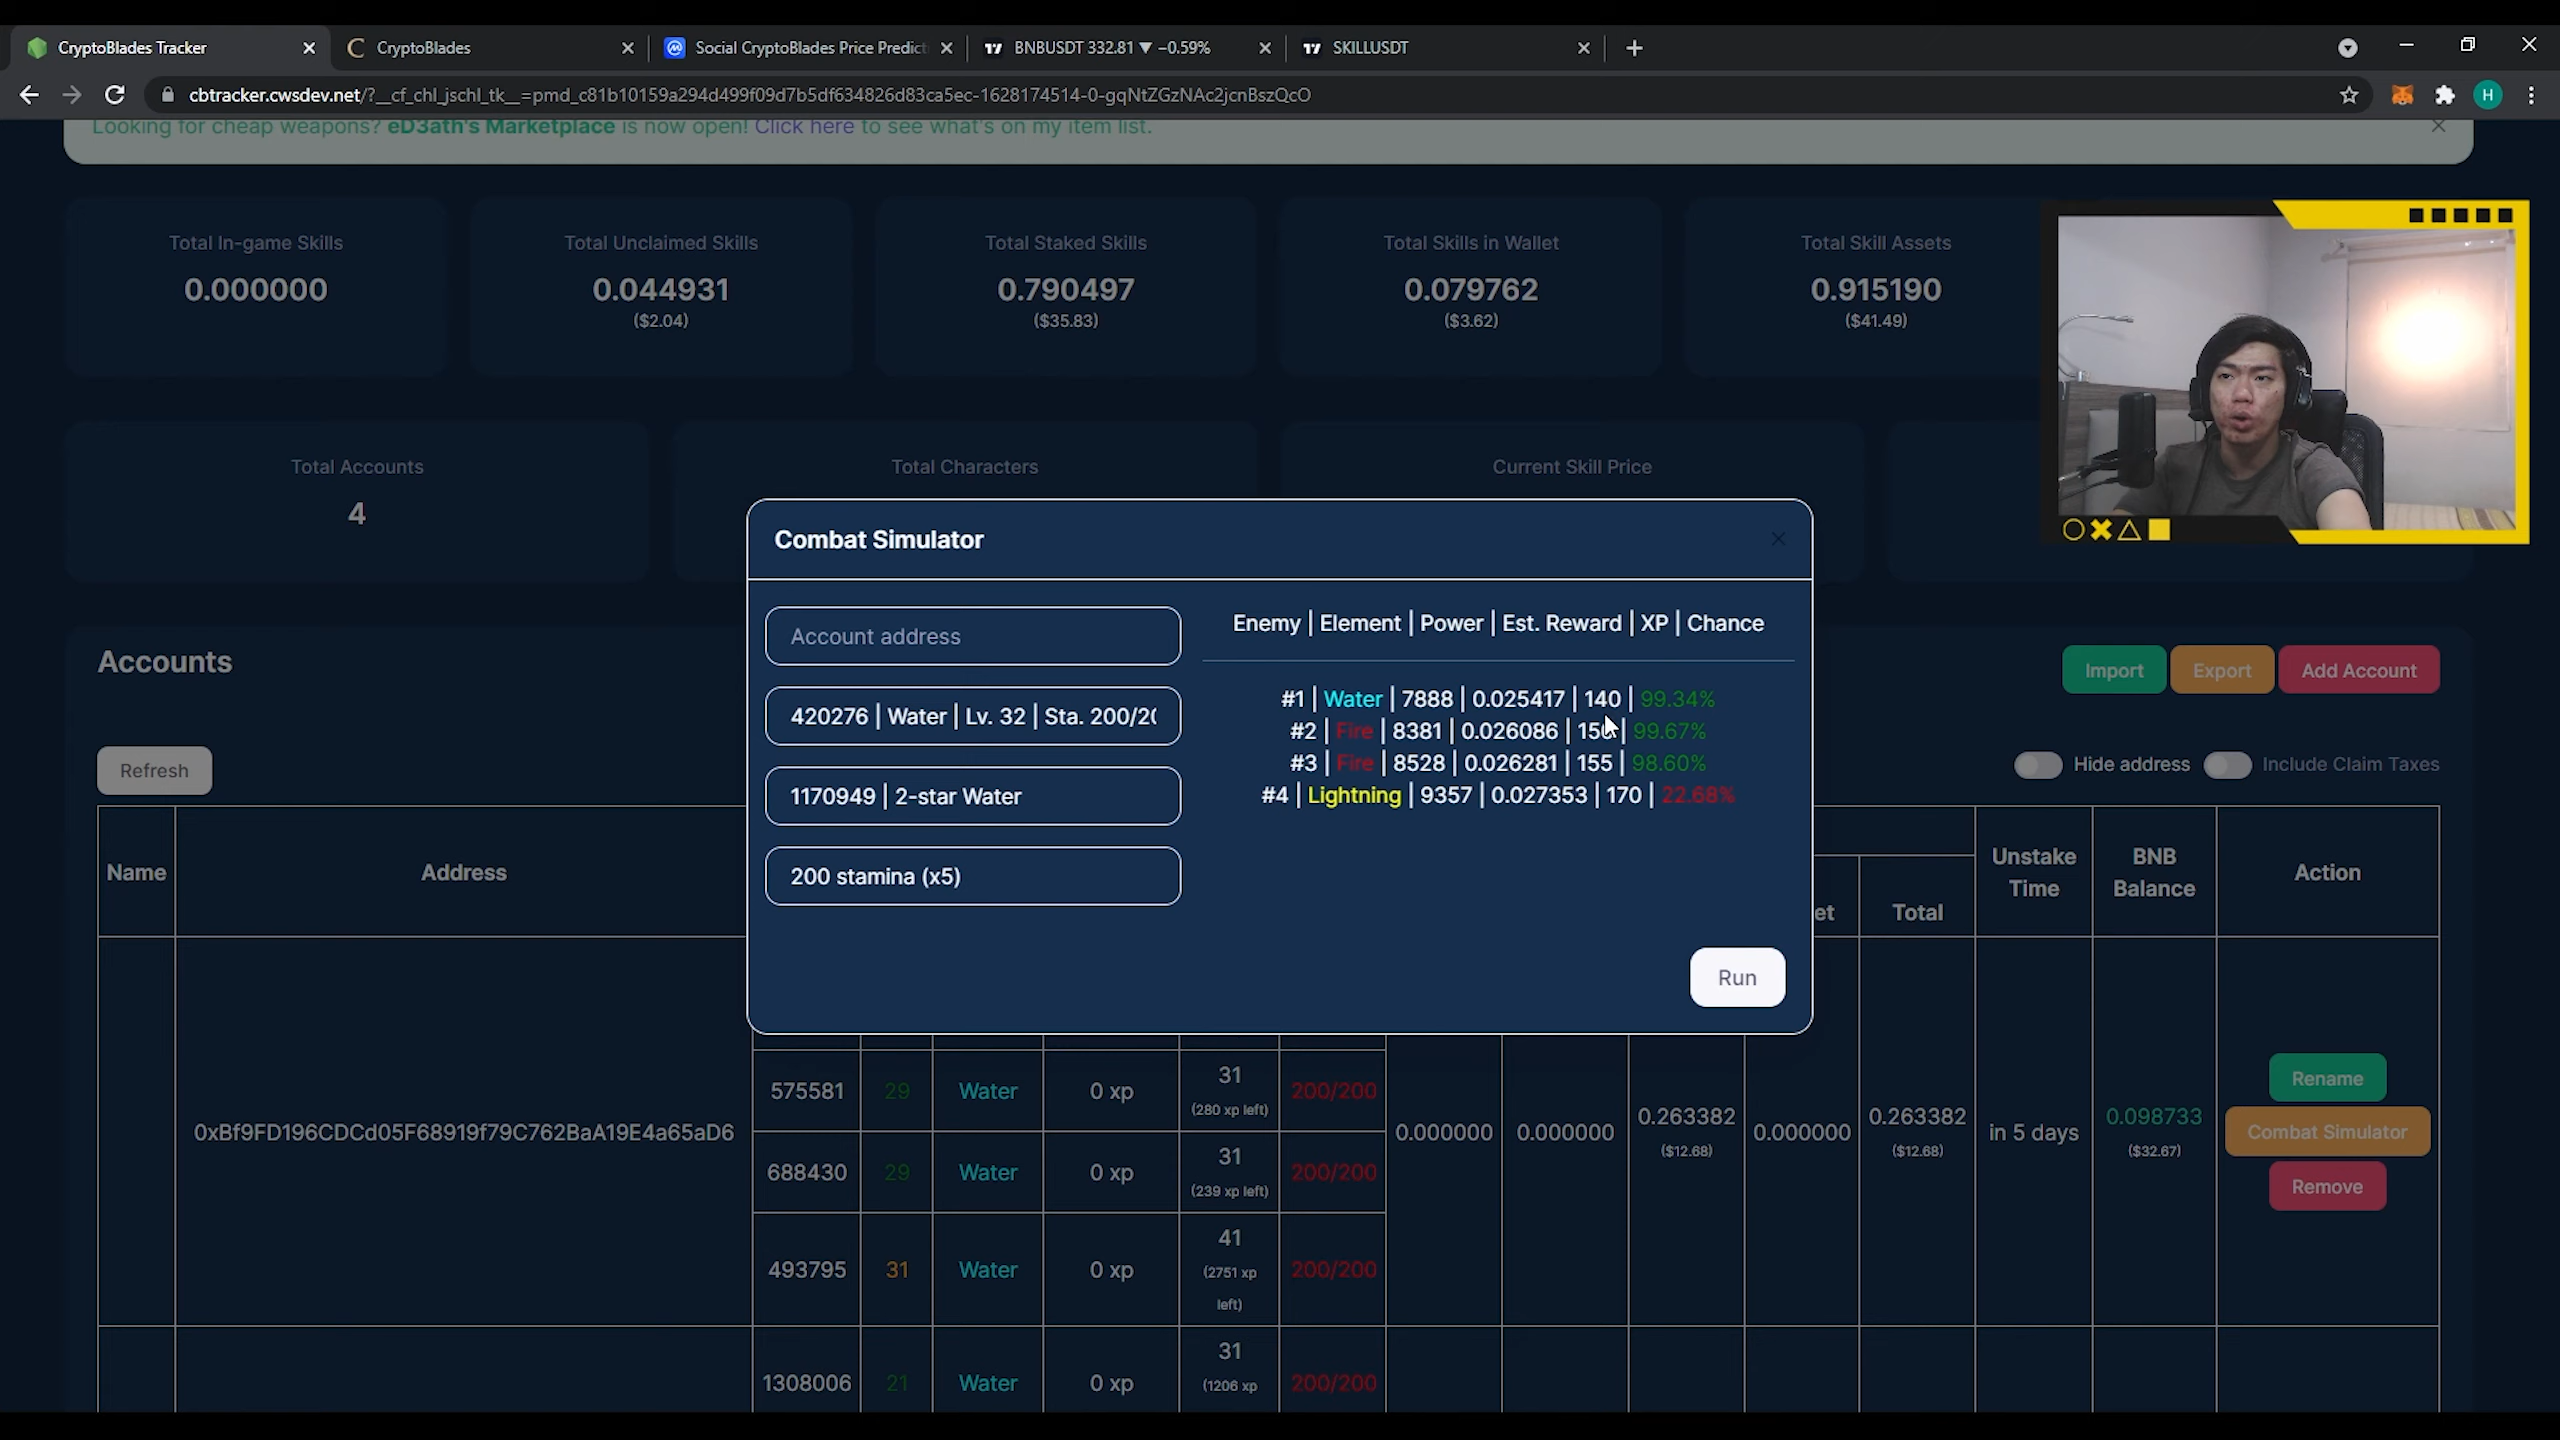 CryptoBlades Tracker
CryptoBlades
Social CryptoBlades Price Predict
BNBUSDT 332.81 ▼ −0.59%
SKILLUSDT
cbtracker.cwsdev.net/?__cf_chl_jschl_tk__=pmd_c81b10159a294d499f09d7b5df634826d83ca5ec-1628174514-0-gqNtZGzNAc2jcnBszQcO
H
Looking for cheap weapons? eD3ath's Marketplace is now open! Click here to see what's on my item list.
Total In-game Skills
0.000000
Total Unclaimed Skills
0.044931
($2.04)
Total Staked Skills
0.790497
($35.83)
Total Skills in Wallet
0.079762
($3.62)
Total Skill Assets
0.915190
($41.49)
Total Accounts
4
Total Characters
Current Skill Price
Combat Simulator
Account address
420276 | Water | Lv. 32 | Sta. 200/20
1170949 | 2-star Water
200 stamina (x5)
Enemy | Element | Power | Est. Reward | XP | Chance
#1 | Water | 7888 | 0.025417 | 140 | 99.34%
#2 | Fire | 8381 | 0.026086 | 150 | 99.67%
#3 | Fire | 8528 | 0.026281 | 155 | 98.60%
#4 | Lightning | 9357 | 0.027353 | 170 | 22.68%
Run
Accounts
Import
Export
Add Account
Refresh
Hide address
Include Claim Taxes
Name
Address
et
Total
Unstake
Time
BNB
Balance
Action
0xBf9FD196CDCd05F68919f79C762BaA19E4a65aD6
575581
29
Water
0 xp
31
(280 xp left)
200/200
688430
29
Water
0 xp
31
(239 xp left)
200/200
493795
31
Water
0 xp
41
(2751 xp
left)
200/200
0.000000
0.000000
0.263382
($12.68)
0.000000
0.263382
($12.68)
in 5 days
0.098733
($32.67)
Rename
Combat Simulator
Remove
1308006
21
Water
0 xp
31
(1206 xp
200/200